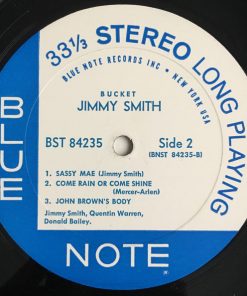 33⅓ STEREO LONG PLAYING
BLUE NOTE RECORDS INC • NEW YORK USA
BUCKET
JIMMY SMITH
BST 84235
Side 2
(BNST 84235-B)
1. SASSY MAE (Jimmy Smith)
2. COME RAIN OR COME SHINE
(Mercer-Arlen)
3. JOHN BROWN'S BODY
Jimmy Smith, Quentin Warren,
Donald Bailey.
BLUE
NOTE